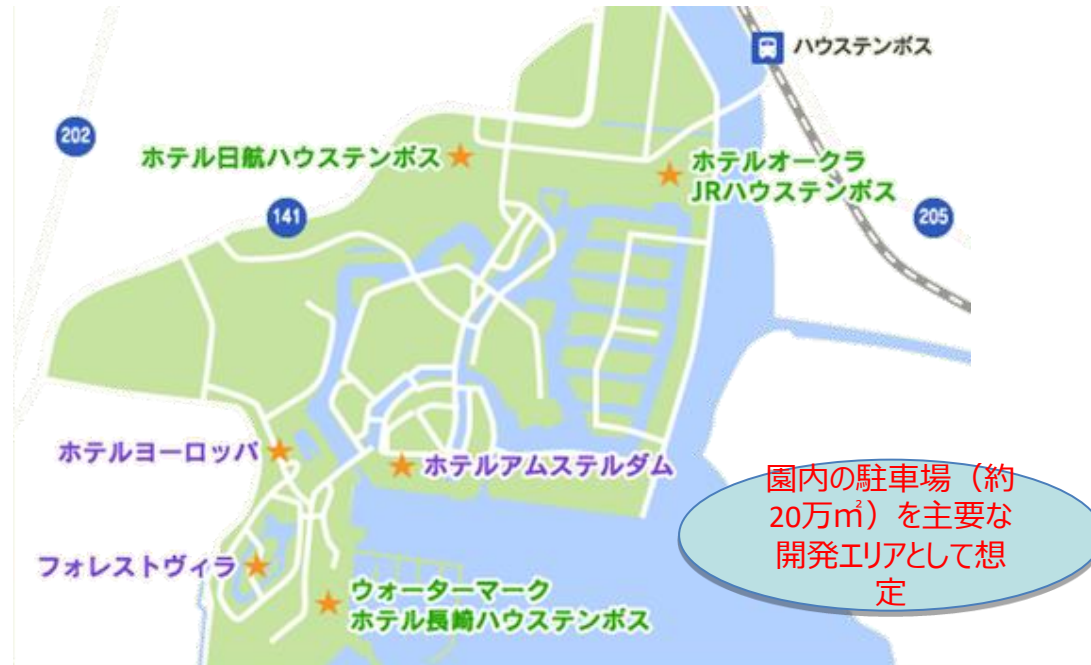 ハウステンボス
202
ホテル日航ハウステンボス
ホテルオークラ
JRハウステンボス
141
205
ホテルヨーロッパ
ホテルアムステルダム
園内の駐車場（約
20万㎡）を主要な
開発エリアとして想
定
フォレストヴィラ
ウォーターマーク
ホテル長崎ハウステンボス